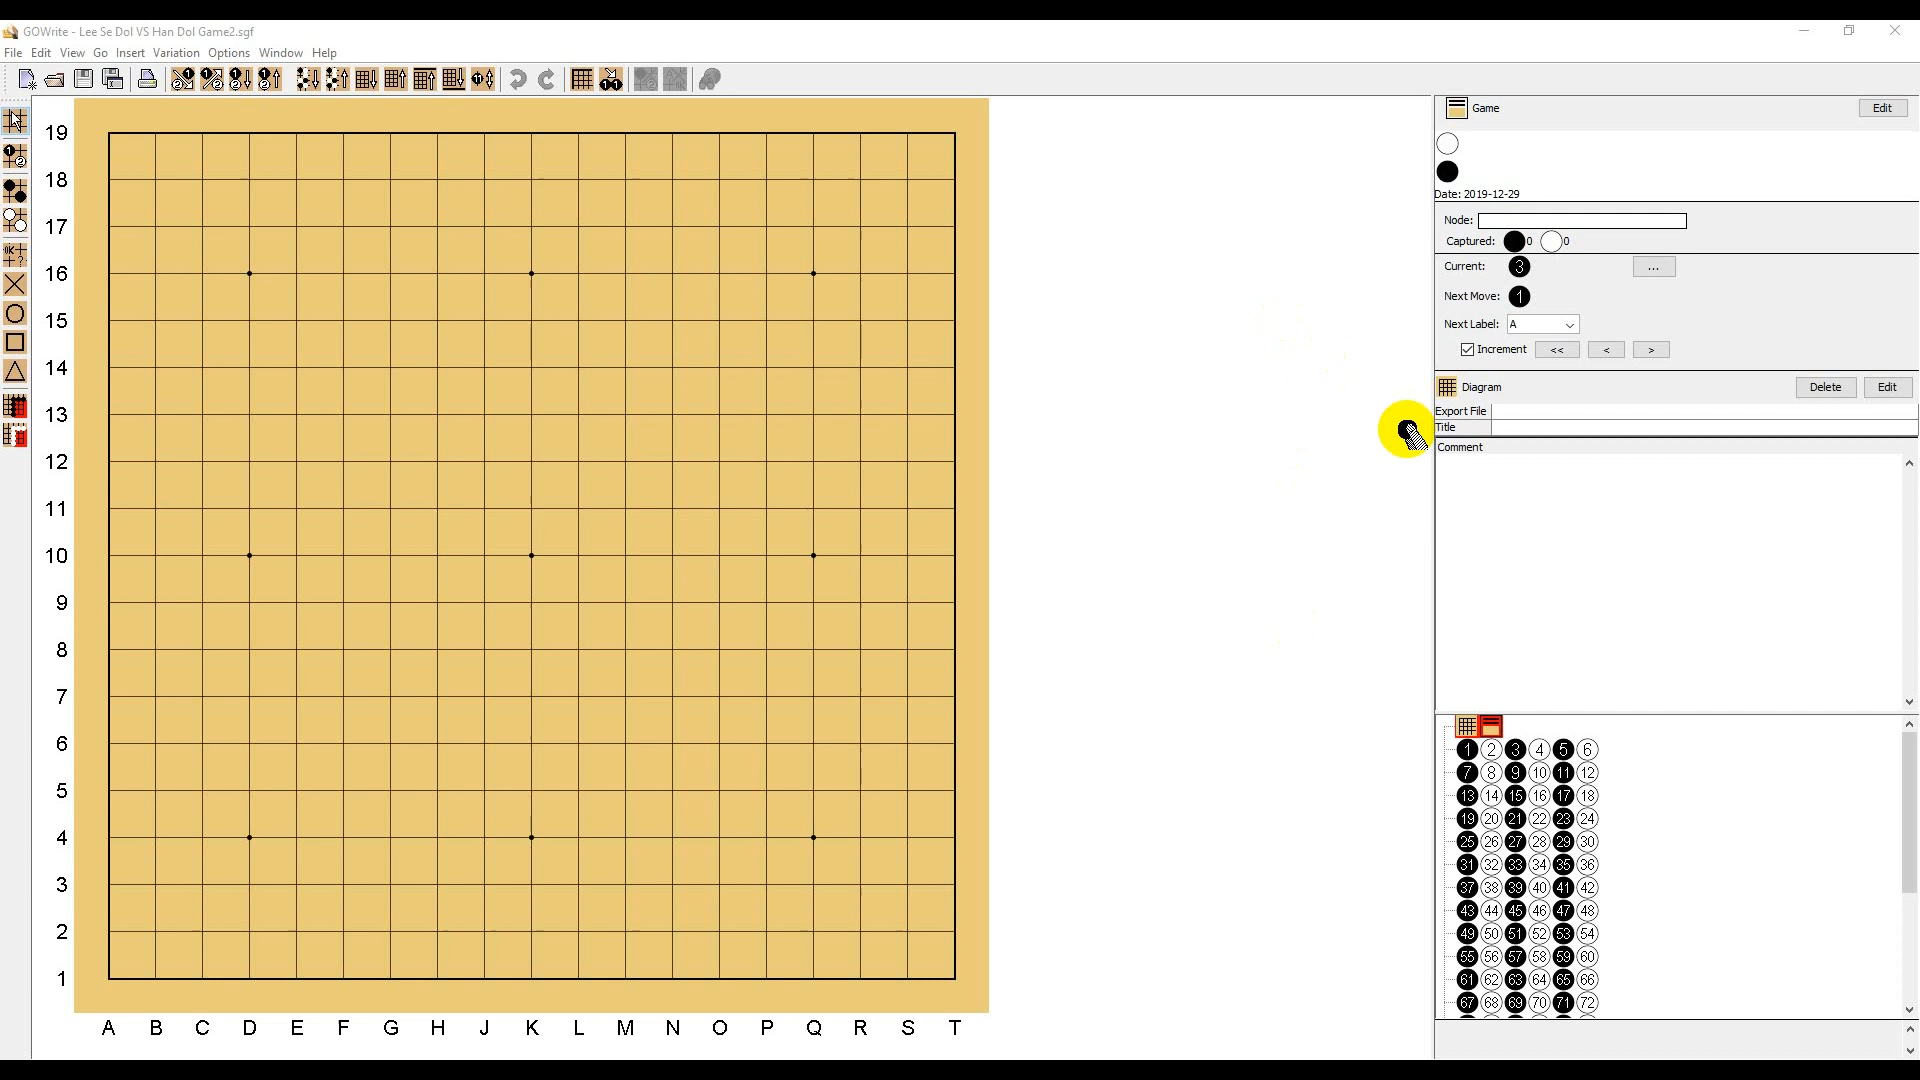 GOWrite - Lee Se Dol VS Han Dol Game2.sgf
File Edit View Go Insert Variation Options Window Help
Game Edit
Date: 2019-12-29
Node:
Captured: 0 0
Current: 3 ...
Next Move: 1
Next Label: A
Increment << < >
Diagram Delete Edit
Export File
Title
Comment
19
18
17
16
15
14
13
12
11
10
9
8
7
6
5
4
3
2
1
A B C D E F G H J K L M N O P Q R S T
1 2 3 4 5 6
7 8 9 10 11 12
13 14 15 16 17 18
19 20 21 22 23 24
25 26 27 28 29 30
31 32 33 34 35 36
37 38 39 40 41 42
43 44 45 46 47 48
49 50 51 52 53 54
55 56 57 58 59 60
61 62 63 64 65 66
67 68 69 70 71 72